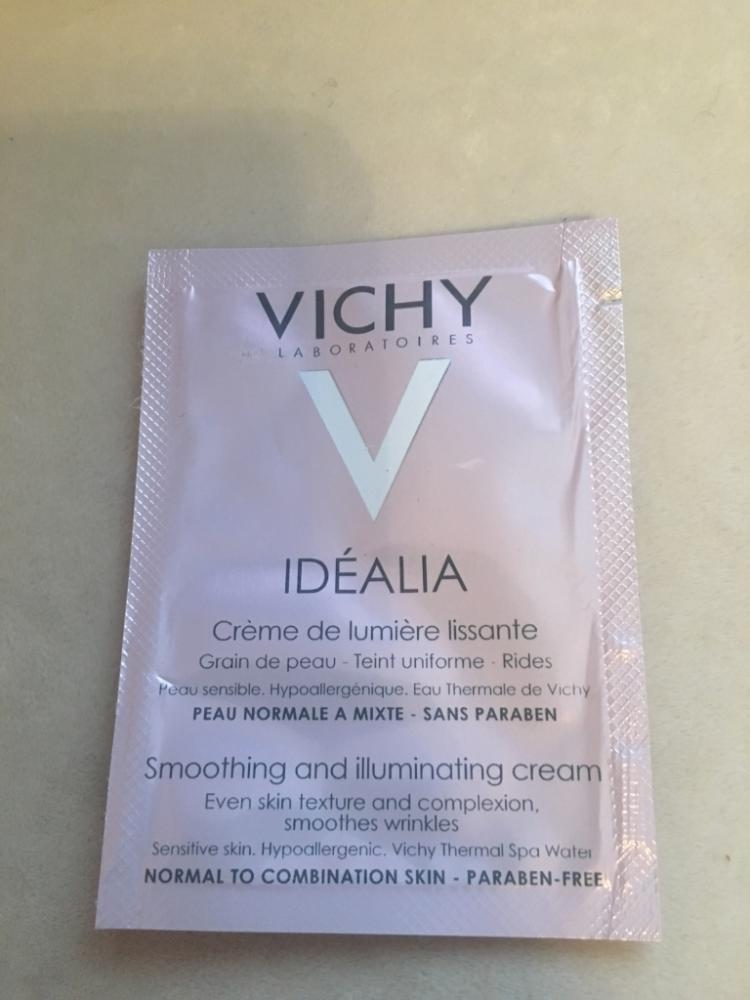 VICHY
LABORATOIRES
V
IDÉALIA
Crème de lumière lissante
Grain de peau - Teint uniforme - Rides
Peau sensible. Hypoallergénique. Eau Thermale de Vichy
PEAU NORMALE A MIXTE - SANS PARABEN
Smoothing and illuminating cream
Even skin texture and complexion,
smoothes wrinkles
Sensitive skin. Hypoallergenic. Vichy Thermal Spa Water
NORMAL TO COMBINATION SKIN - PARABEN-FREE